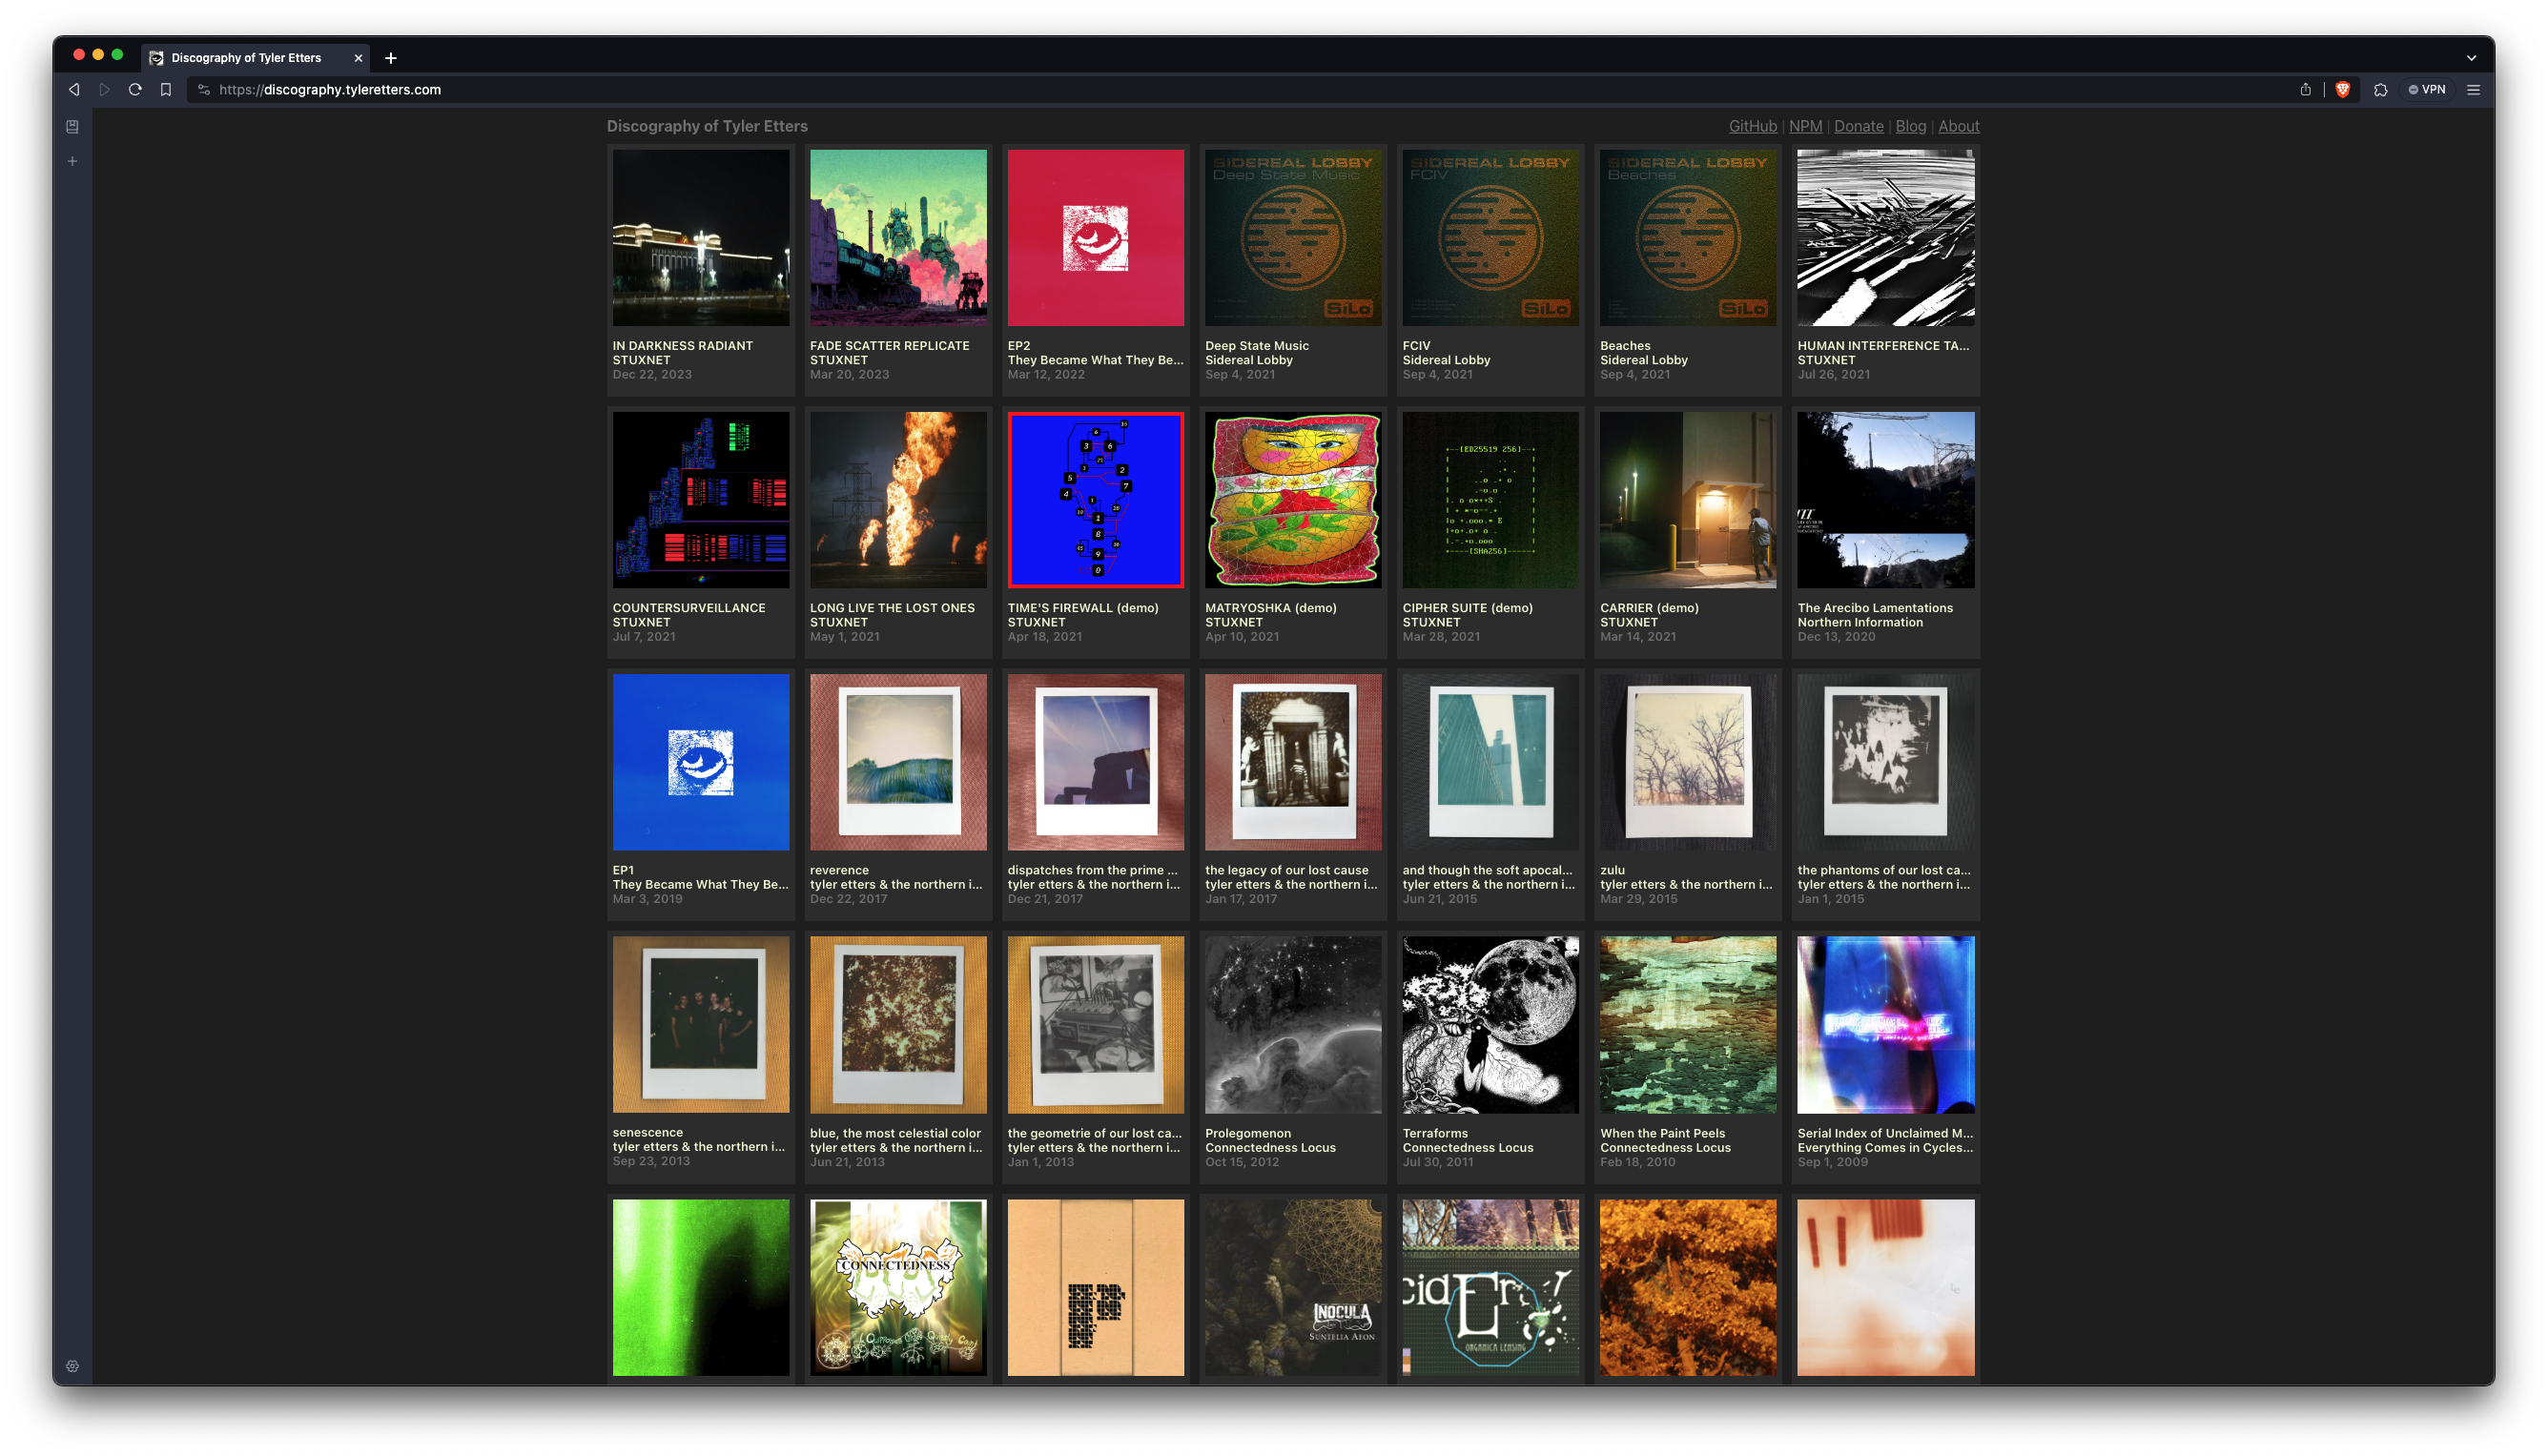 Discography of Tyler Etters
https://discography.tyleretters.com
VPN
Discography of Tyler Etters
GitHub | NPM | Donate | Blog | About
SIDEREAL LOBBY
Deep State Music
SiLo
SIDEREAL LOBBY
FCIV
SiLo
SIDEREAL LOBBY
Beaches
SiLo
IN DARKNESS RADIANT
STUXNET
Dec 22, 2023
FADE SCATTER REPLICATE
STUXNET
Mar 20, 2023
EP2
They Became What They Be...
Mar 12, 2022
Deep State Music
Sidereal Lobby
Sep 4, 2021
FCIV
Sidereal Lobby
Sep 4, 2021
Beaches
Sidereal Lobby
Sep 4, 2021
HUMAN INTERFERENCE TA...
STUXNET
Jul 26, 2021
+--[ED25519 256]--+
+----[SHA256]-----+
COUNTERSURVEILLANCE
STUXNET
Jul 7, 2021
LONG LIVE THE LOST ONES
STUXNET
May 1, 2021
TIME'S FIREWALL (demo)
STUXNET
Apr 18, 2021
MATRYOSHKA (demo)
STUXNET
Apr 10, 2021
CIPHER SUITE (demo)
STUXNET
Mar 28, 2021
CARRIER (demo)
STUXNET
Mar 14, 2021
The Arecibo Lamentations
Northern Information
Dec 13, 2020
EP1
They Became What They Be...
Mar 3, 2019
reverence
tyler etters & the northern i...
Dec 22, 2017
dispatches from the prime ...
tyler etters & the northern i...
Dec 21, 2017
the legacy of our lost cause
tyler etters & the northern i...
Jan 17, 2017
and though the soft apocal...
tyler etters & the northern i...
Jun 21, 2015
zulu
tyler etters & the northern i...
Mar 29, 2015
the phantoms of our lost ca...
tyler etters & the northern i...
Jan 1, 2015
senescence
tyler etters & the northern i...
Sep 23, 2013
blue, the most celestial color
tyler etters & the northern i...
Jun 21, 2013
the geometrie of our lost ca...
tyler etters & the northern i...
Jan 1, 2013
Prolegomenon
Connectedness Locus
Oct 15, 2012
Terraforms
Connectedness Locus
Jul 30, 2011
When the Paint Peels
Connectedness Locus
Feb 18, 2010
Serial Index of Unclaimed M...
Everything Comes in Cycles...
Sep 1, 2009
CONNECTEDNESS
INOCULA
SUNTELIA AEON
ORGANICA LENSING